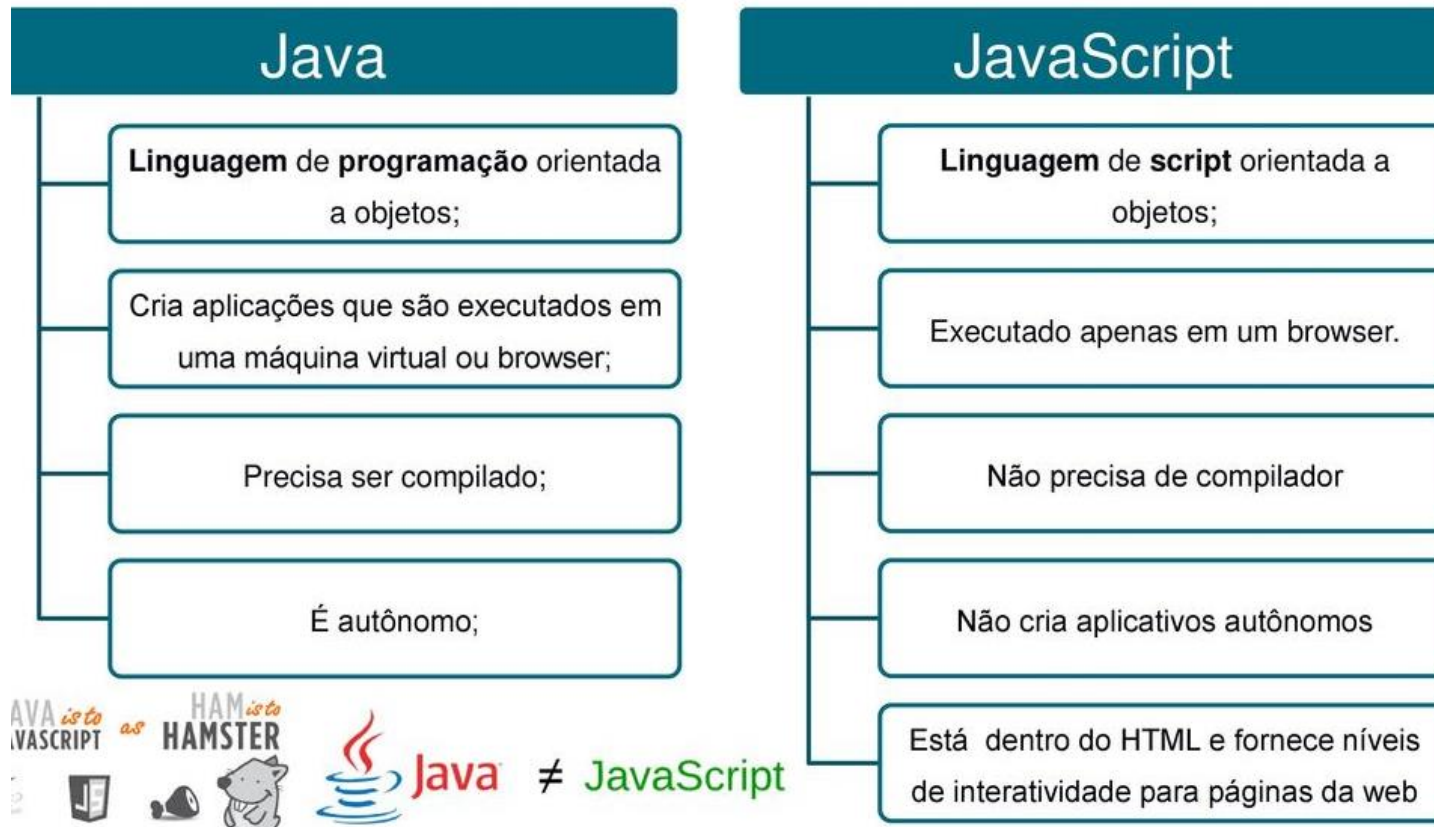 Java
Linguagem de programação orientada
a objetos;
Cria aplicações que são executados em
uma máquina virtual ou browser;
Precisa ser compilado;
É autônomo;
JavaScript
Linguagem de script orientada a
objetos;
Executado apenas em um browser.
Não precisa de compilador
Não cria aplicativos autônomos
Está dentro do HTML e fornece níveis
de interatividade para páginas da web
AVA is to as HAM is to
VASCRIPT HAMSTER
JS
Java ≠ JavaScript